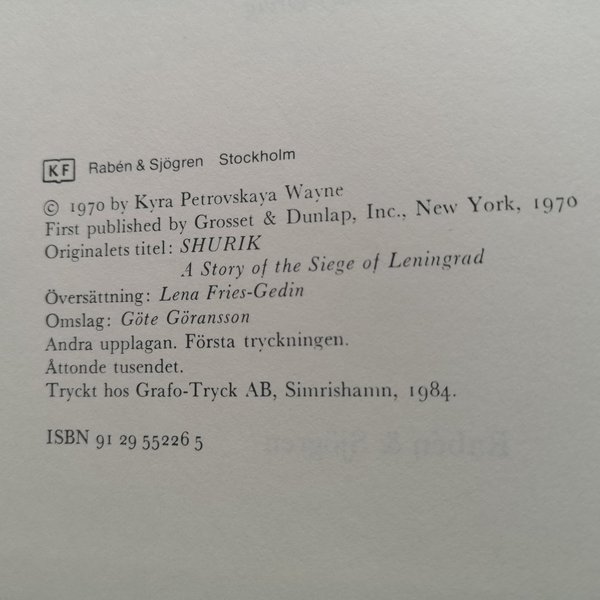 KF Rabén & Sjögren Stockholm
© 1970 by Kyra Petrovskaya Wayne
First published by Grosset & Dunlap, Inc., New York, 1970
Originalets titel: SHURIK
A Story of the Siege of Leningrad
Översättning: Lena Fries-Gedin
Omslag: Göte Göransson
Andra upplagan. Första tryckningen.
Åttonde tusendet.
Tryckt hos Grafo-Tryck AB, Simrishamn, 1984.
ISBN 91 29 55226 5